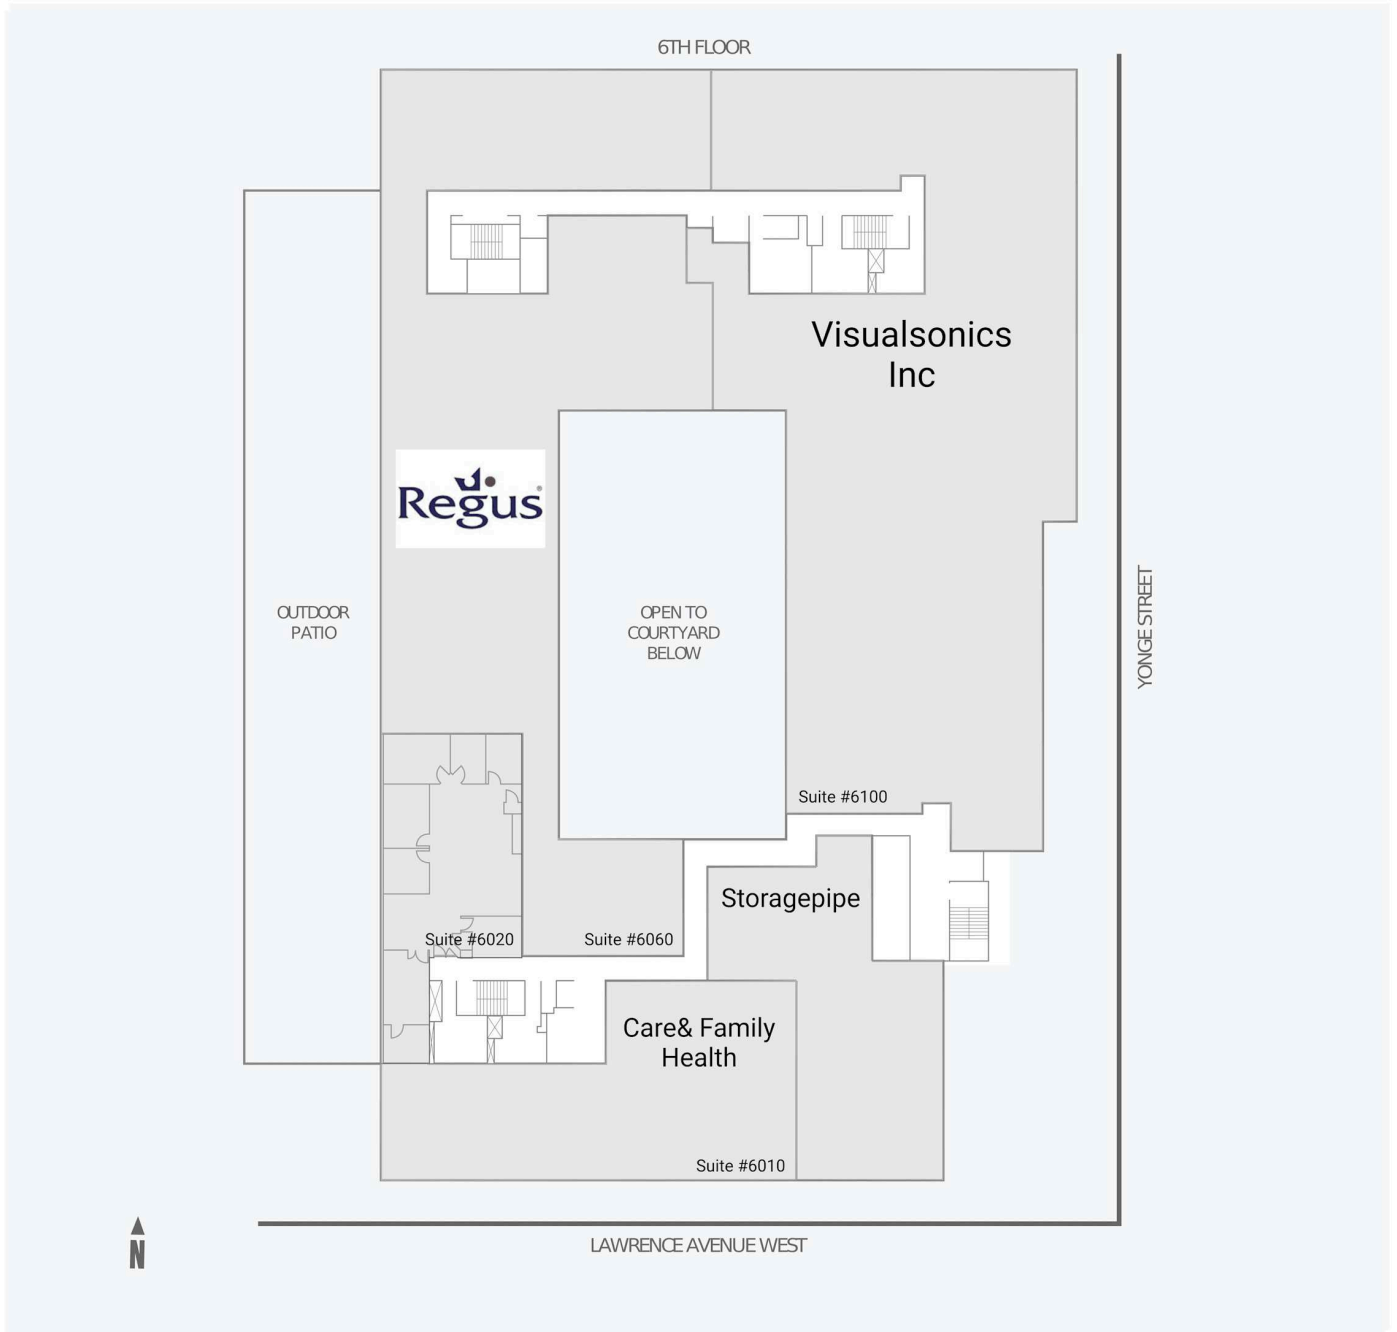 6TH FLOOR
Visualsonics
Inc
Regus
OUTDOOR
PATIO
OPEN TO
COURTYARD
BELOW
YONGE STREET
Suite #6100
Storagepipe
Suite #6020
Suite #6060
Care& Family
Health
Suite #6010
N
LAWRENCE AVENUE WEST